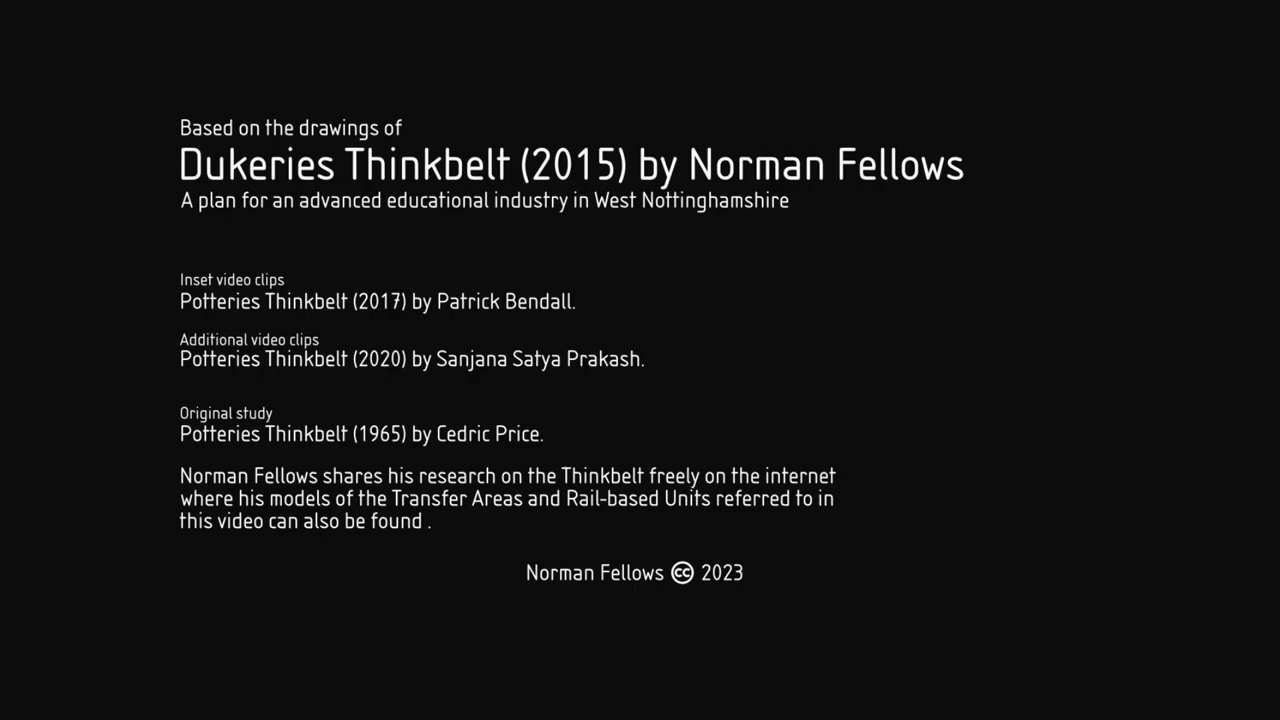 Based on the drawings of
Dukeries Thinkbelt (2015) by Norman Fellows
A plan for an advanced educational industry in West Nottinghamshire
Inset video clips
Potteries Thinkbelt (2017) by Patrick Bendall.
Additional video clips
Potteries Thinkbelt (2020) by Sanjana Satya Prakash.
Original study
Potteries Thinkbelt (1965) by Cedric Price.
Norman Fellows shares his research on the Thinkbelt freely on the internet
where his models of the Transfer Areas and Rail-based Units referred to in
this video can also be found .
Norman Fellows 🄭 2023